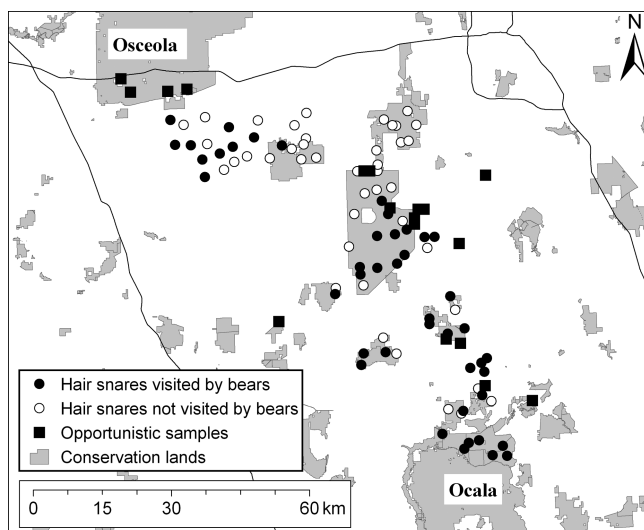 Osceola
N
Hair snares visited by bears
Hair snares not visited by bears
Opportunistic samples
Conservation lands
0 15 30 60 km
Ocala